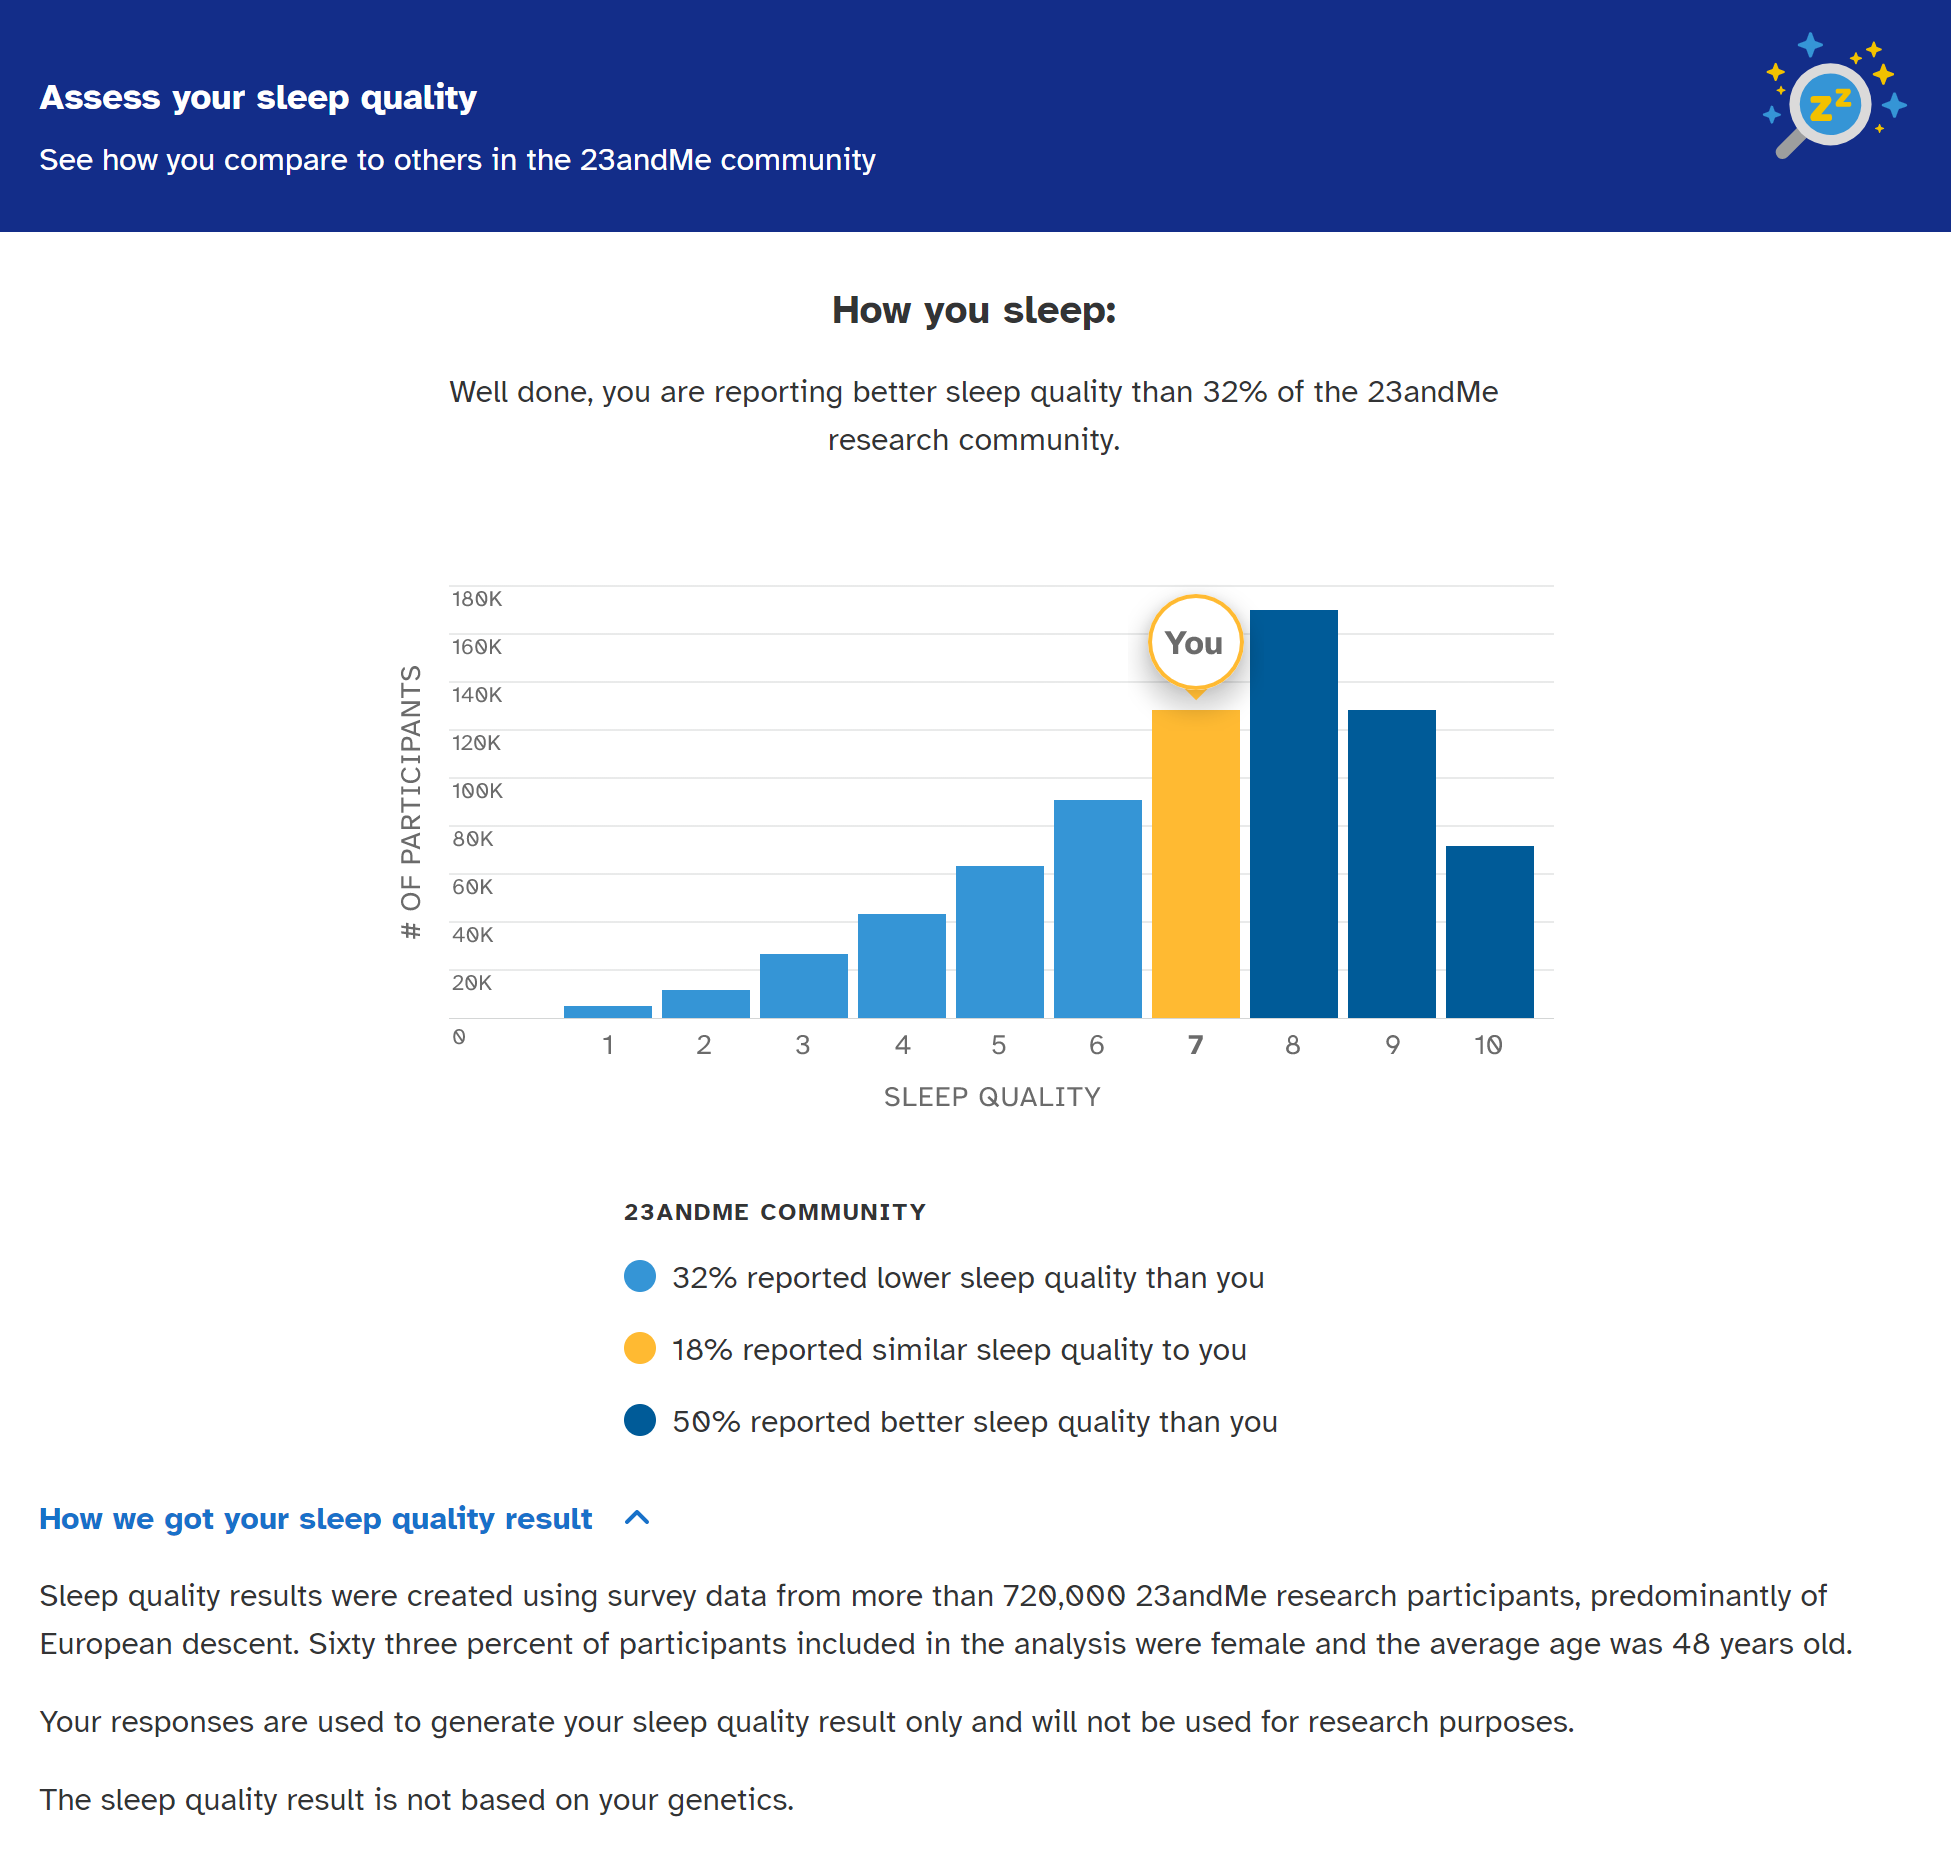 Assess your sleep quality
See how you compare to others in the 23andMe community
zz
How you sleep:
Well done, you are reporting better sleep quality than 32% of the 23andMe
research community.
180K
160K
140K
120K
100K
80K
60K
40K
20K
0
# OF PARTICIPANTS
You
1 2 3 4 5 6 7 8 9 10
SLEEP QUALITY
23ANDME COMMUNITY
32% reported lower sleep quality than you
18% reported similar sleep quality to you
50% reported better sleep quality than you
How we got your sleep quality result
Sleep quality results were created using survey data from more than 720,000 23andMe research participants, predominantly of
European descent. Sixty three percent of participants included in the analysis were female and the average age was 48 years old.
Your responses are used to generate your sleep quality result only and will not be used for research purposes.
The sleep quality result is not based on your genetics.